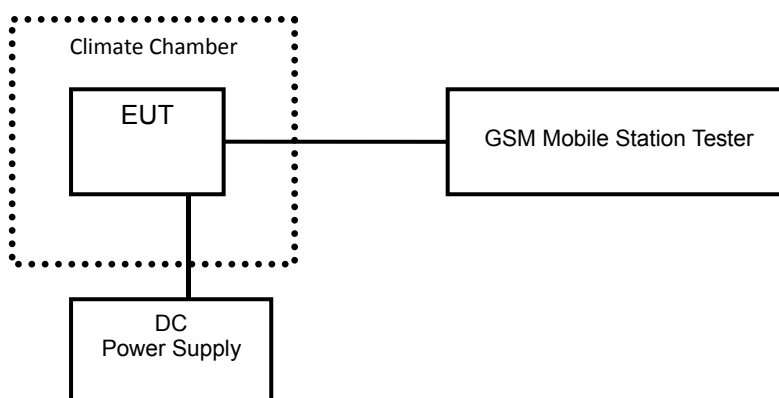 Climate Chamber
EUT
GSM Mobile Station Tester
DC
Power Supply